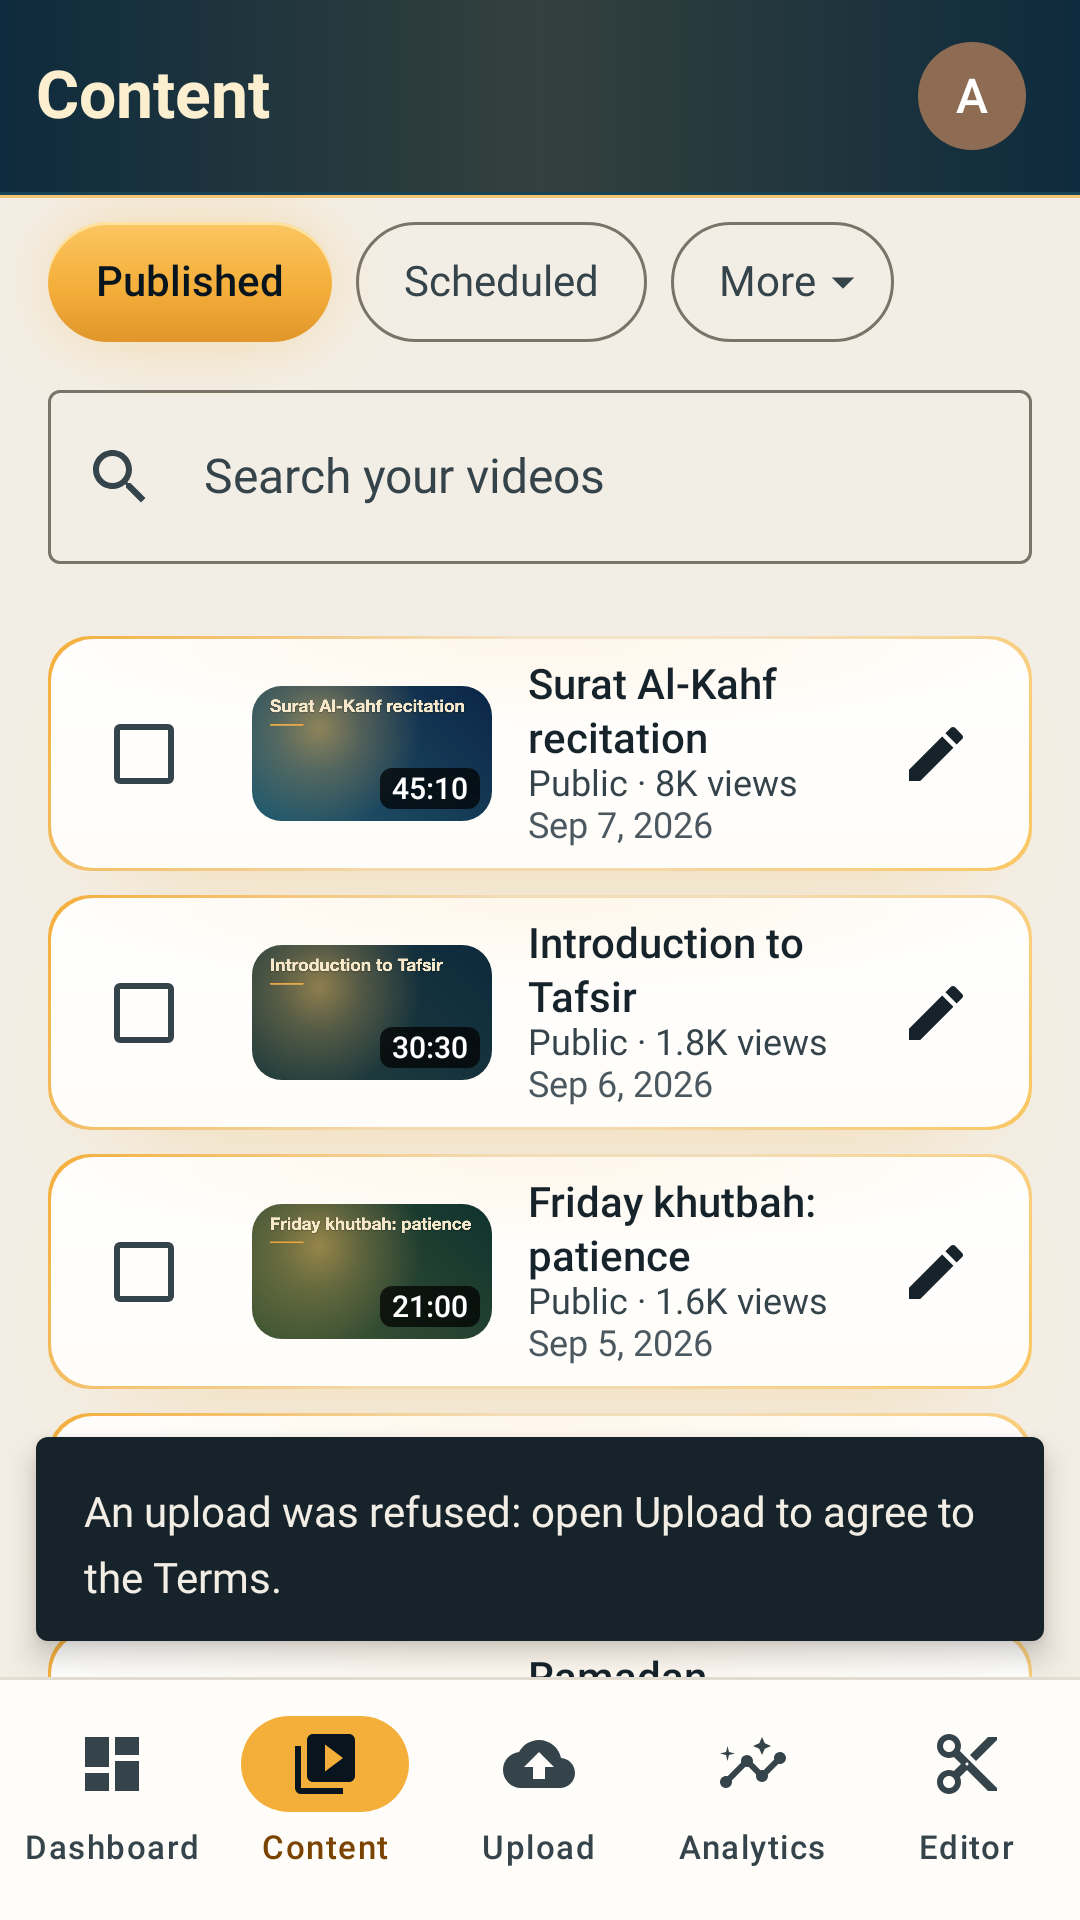 Content
A
Published
Scheduled
More
Search your videos
Surat Al-Kahf recitation
45:10
Surat Al-Kahf
recitation
Public · 8K views
Sep 7, 2026
Introduction to Tafsir
30:30
Introduction to
Tafsir
Public · 1.8K views
Sep 6, 2026
Friday khutbah: patience
21:00
Friday khutbah:
patience
Public · 1.6K views
Sep 5, 2026
An upload was refused: open Upload to agree to
the Terms.
Ramadan
Dashboard
Content
Upload
Analytics
Editor